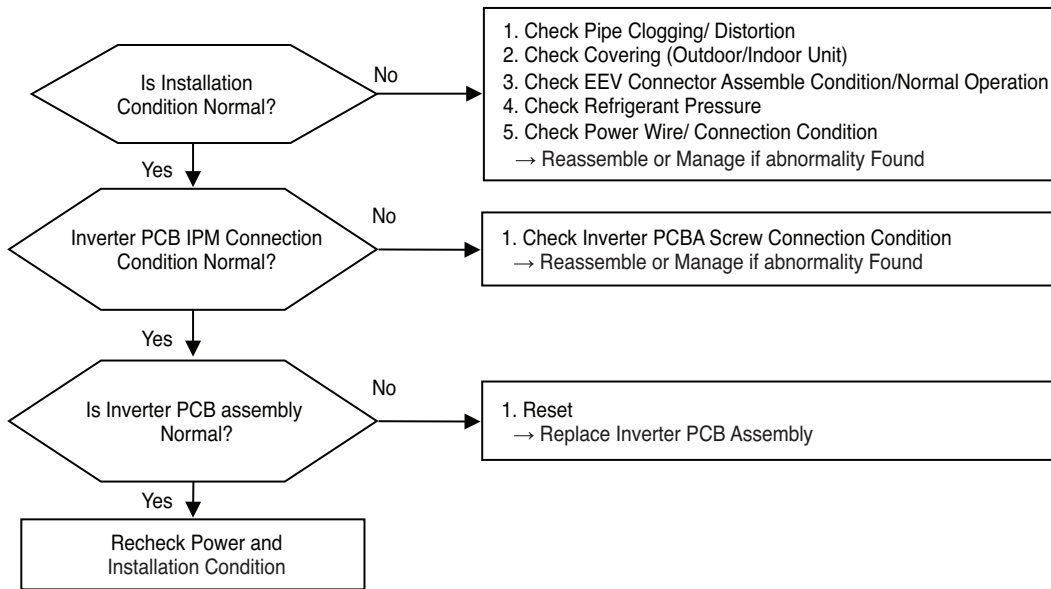 Is Installation
Condition Normal?
No
1. Check Pipe Clogging/ Distortion
2. Check Covering (Outdoor/Indoor Unit)
3. Check EEV Connector Assemble Condition/Normal Operation
4. Check Refrigerant Pressure
5. Check Power Wire/ Connection Condition
→ Reassemble or Manage if abnormality Found
Yes
Inverter PCB IPM Connection
Condition Normal?
No
1. Check Inverter PCBA Screw Connection Condition
→ Reassemble or Manage if abnormality Found
Yes
Is Inverter PCB assembly
Normal?
No
1. Reset
→ Replace Inverter PCB Assembly
Yes
Recheck Power and
Installation Condition